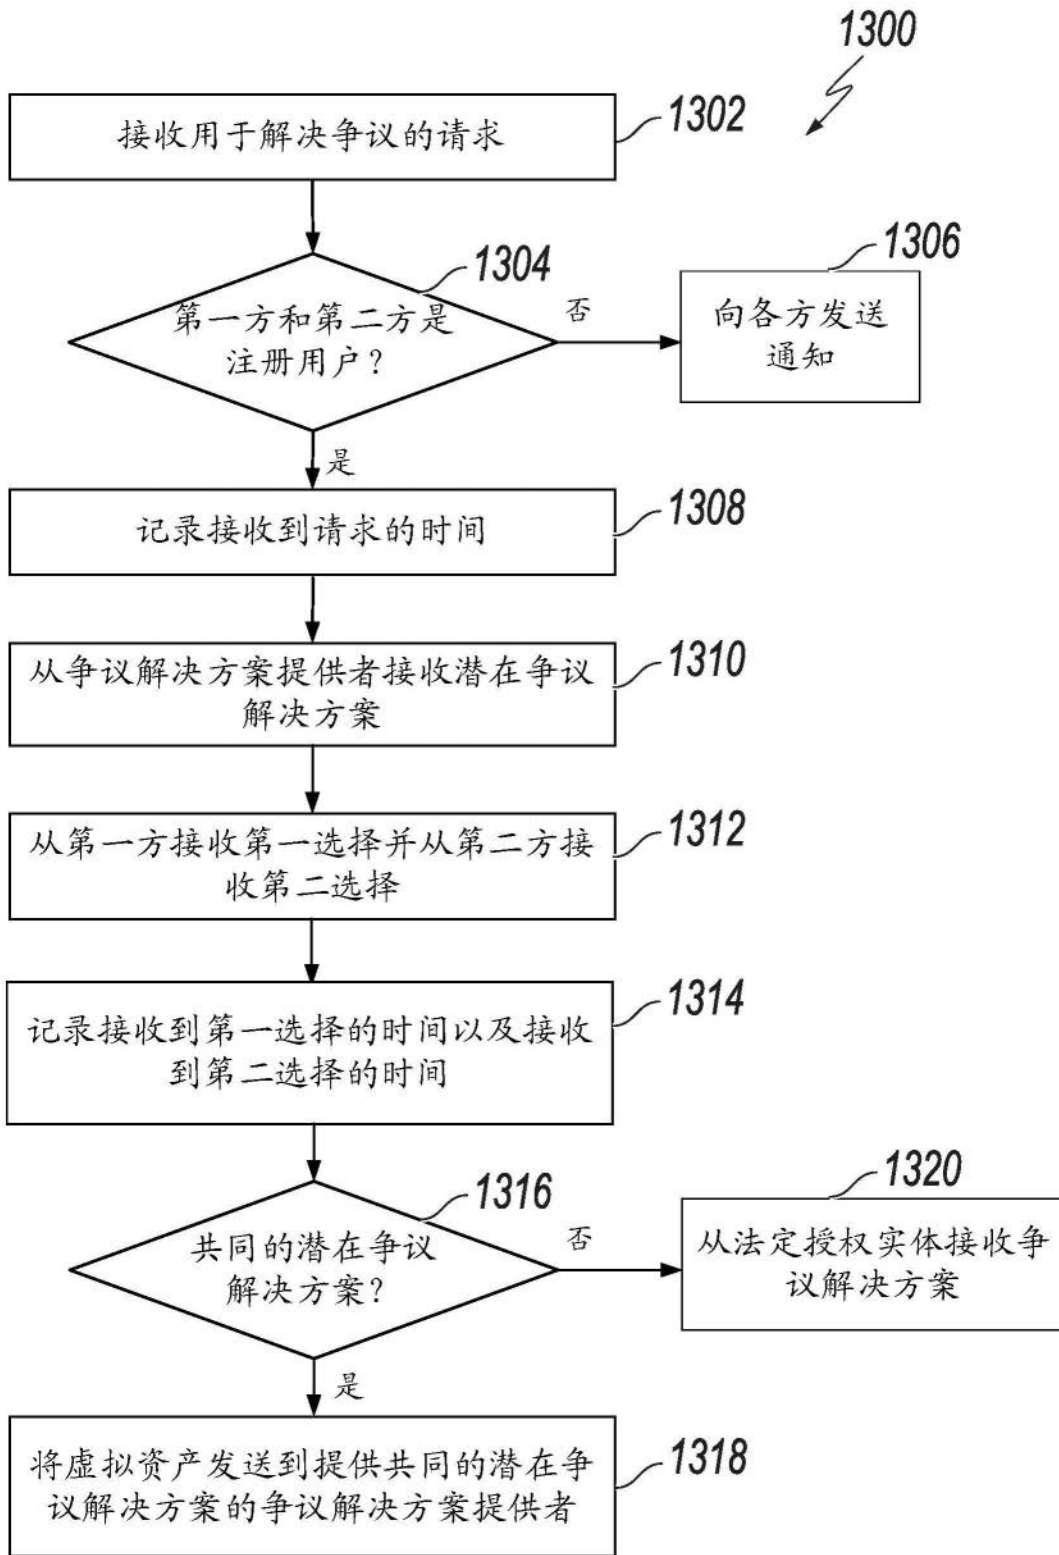 1300
1302
接收用于解决争议的请求
1304
1306
第一方和第二方是
注册用户？
否
向各方发送
通知
是
1308
记录接收到请求的时间
1310
从争议解决方案提供者接收潜在争议
解决方案
1312
从第一方接收第一选择并从第二方接
收第二选择
1314
记录接收到第一选择的时间以及接收
到第二选择的时间
1316
1320
共同的潜在争议
解决方案？
否
从法定授权实体接收争
议解决方案
是
1318
将虚拟资产发送到提供共同的潜在争
议解决方案的争议解决方案提供者